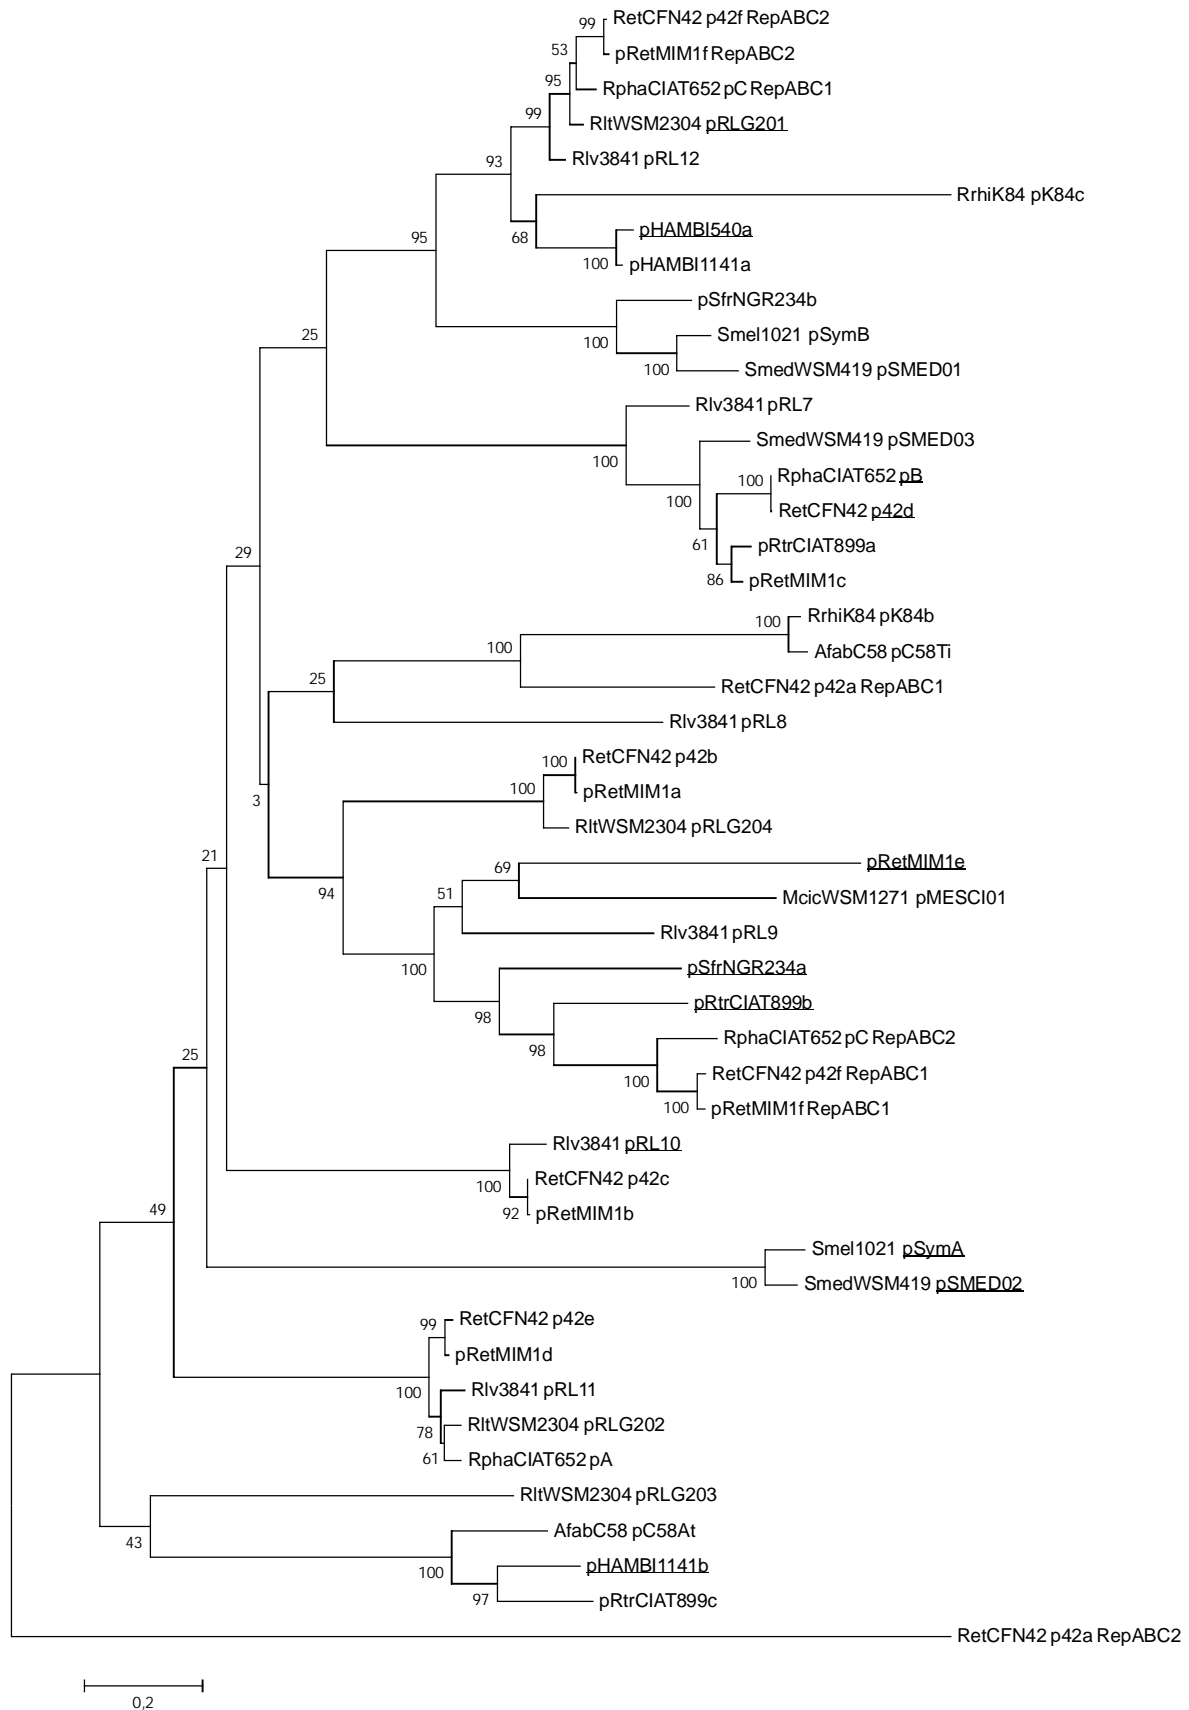 99
RetCFN42 p42f RepABC2
pRetMIM1f RepABC2
53
RphaCIAT652 pC RepABC1
95
RltWSM2304 pRLG201
99
Rlv3841 pRL12
93
RrhiK84 pK84c
pHAMBI540a
68
95
100
pHAMBI1141a
pSfrNGR234b
25
Smel1021 pSymB
100
100
SmedWSM419 pSMED01
Rlv3841 pRL7
SmedWSM419 pSMED03
100
100
RphaCIAT652 pB
100
RetCFN42 p42d
61
pRtrCIAT899a
29
86
pRetMIM1c
RrhiK84 pK84b
100
AfabC58 pC58Ti
100
RetCFN42 p42a RepABC1
25
Rlv3841 pRL8
RetCFN42 p42b
100
pRetMIM1a
100
3
RltWSM2304 pRLG204
21
pRetMIM1e
69
94
51
McicWSM1271 pMESCI01
Rlv3841 pRL9
100
pSfrNGR234a
pRtrCIAT899b
98
RphaCIAT652 pC RepABC2
98
25
RetCFN42 p42f RepABC1
100
100
pRetMIM1f RepABC1
Rlv3841 pRL10
RetCFN42 p42c
100
49
92
pRetMIM1b
Smel1021 pSymA
100
SmedWSM419 pSMED02
RetCFN42 p42e
99
pRetMIM1d
100
Rlv3841 pRL11
RltWSM2304 pRLG202
78
61
RphaCIAT652 pA
RltWSM2304 pRLG203
AfabC58 pC58At
43
pHAMBI1141b
100
97
pRtrCIAT899c
RetCFN42 p42a RepABC2
0,2